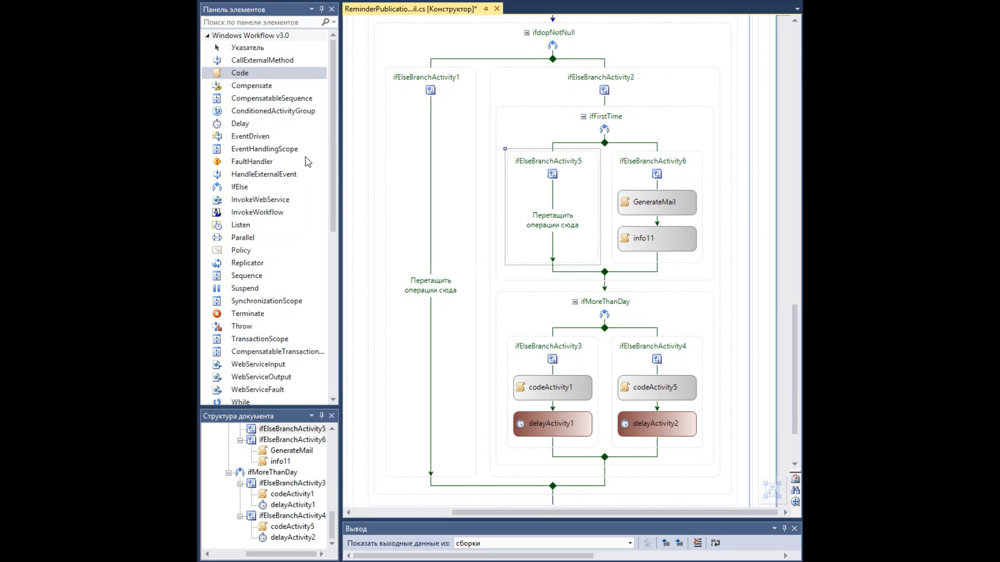 Панель элементов
Поиск по панели элементов
Windows Workflow v3.0
Указатель
CallExternalMethod
Code
Compensate
CompensatableSequence
ConditionedActivityGroup
Delay
EventDriven
EventHandlingScope
FaultHandler
HandleExternalEvent
IfElse
InvokeWebService
InvokeWorkflow
Listen
Parallel
Policy
Replicator
Sequence
Suspend
SynchronizationScope
Terminate
Throw
TransactionScope
CompensatableTransaction...
WebServiceInput
WebServiceOutput
WebServiceFault
While
Структура документа
ifElseBranchActivity5
ifElseBranchActivity6
GenerateMail
info11
ifMoreThanDay
ifElseBranchActivity3
codeActivity1
delayActivity1
ifElseBranchActivity4
codeActivity5
delayActivity2
ReminderPublicatio...il.cs [Конструктор]*
ifdopNotNull
ifElseBranchActivity1
ifElseBranchActivity2
ifFirstTime
ifElseBranchActivity5
ifElseBranchActivity6
GenerateMail
Перетащить
операции сюда
info11
Перетащить
операции сюда
ifMoreThanDay
ifElseBranchActivity3
ifElseBranchActivity4
codeActivity1
codeActivity5
delayActivity1
delayActivity2
Вывод
Показать выходные данные из:
сборки